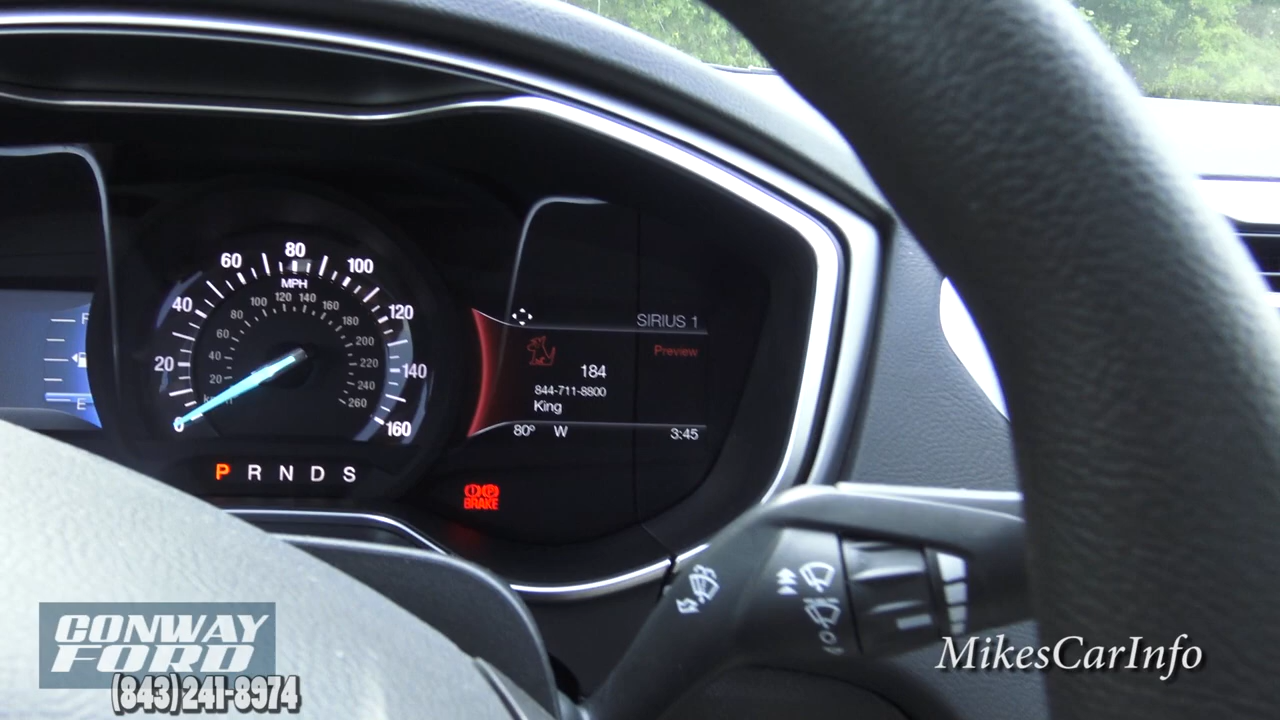 0
20
40
60
80
100
120
140
160
MPH
20
40
60
80
100
120
140
160
180
200
220
240
260
P R N D S
SIRIUS 1
Preview
184
844-711-8800
King
80° W 3:45
E
BRAKE
CONWAY
FORD
(843)241-8974
MikesCarInfo